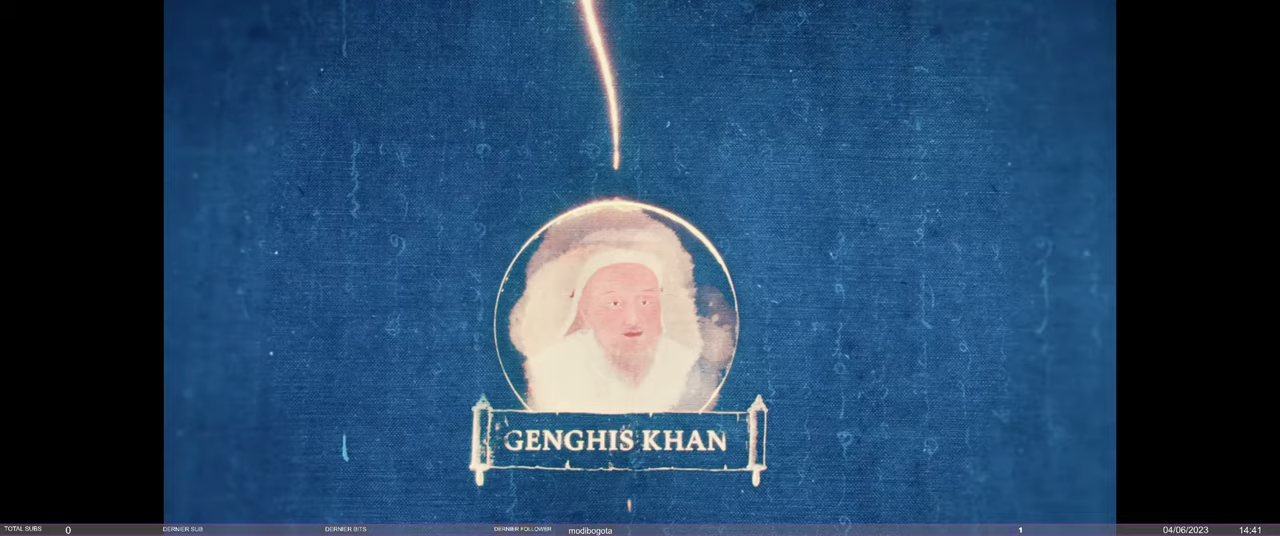 GENGHIS KHAN
TOTAL SUBS 0 DERNIER SUB DERNIER BITS DERNIER FOLLOWER modibogota 1 04/06/2023 14:41